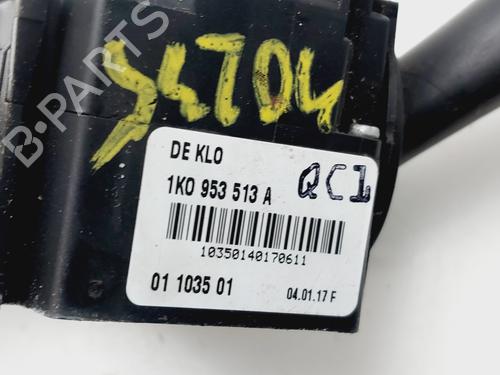 54704
DE KLO
1K0 953 513 A
QC1
10350140170611
01 1035 01
04.01.17 F
B-PARTS